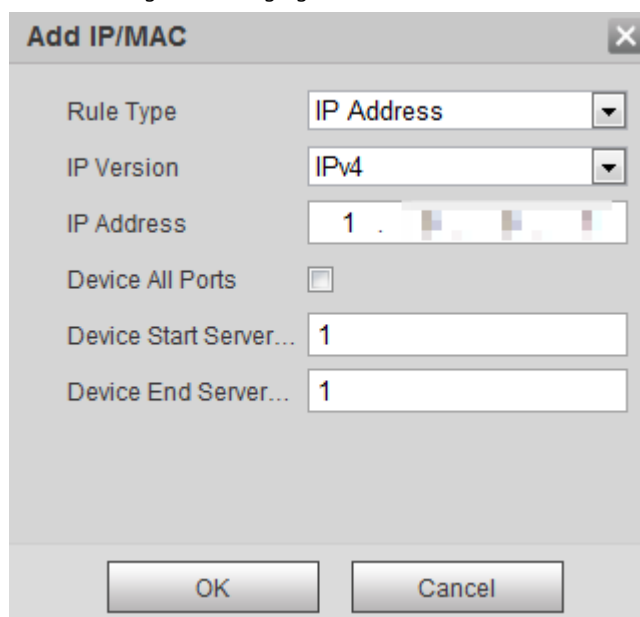 Add IP/MAC
Rule Type IP Address
IP Version IPv4
IP Address 1 .
Device All Ports
Device Start Server... 1
Device End Server... 1
OK Cancel